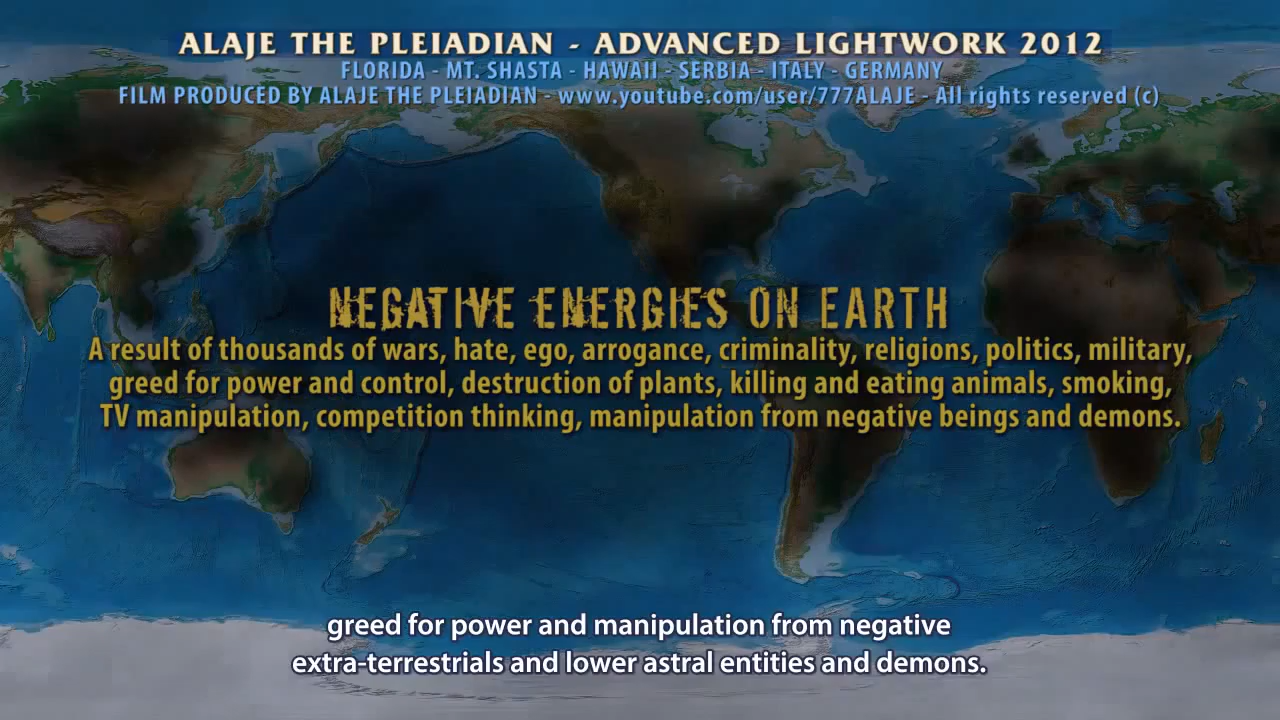 ALAJE THE PLEIADIAN - ADVANCED LIGHTWORK 2012
FLORIDA - MT. SHASTA - HAWAII - SERBIA - ITALY - GERMANY
FILM PRODUCED BY ALAJE THE PLEIADIAN - www.youtube.com/user/777ALAJE - All rights reserved (c)
NEGATIVE ENERGIES ON EARTH
A result of thousands of wars, hate, ego, arrogance, criminality, religions, politics, military,
greed for power and control, destruction of plants, killing and eating animals, smoking,
TV manipulation, competition thinking, manipulation from negative beings and demons.
greed for power and manipulation from negative
extra-terrestrials and lower astral entities and demons.